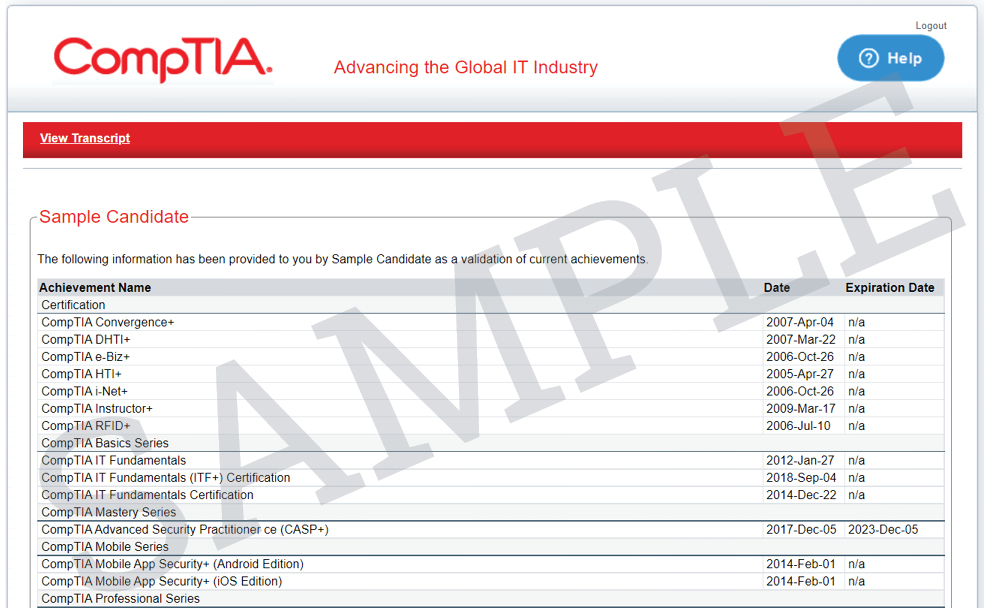 Logout
CompTIA.
Advancing the Global IT Industry
? Help
View Transcript
Sample Candidate
The following information has been provided to you by Sample Candidate as a validation of current achievements.
Achievement Name Date Expiration Date
Certification
CompTIA Convergence+ 2007-Apr-04 n/a
CompTIA DHTI+ 2007-Mar-22 n/a
CompTIA e-Biz+ 2006-Oct-26 n/a
CompTIA HTI+ 2005-Apr-27 n/a
CompTIA i-Net+ 2006-Oct-26 n/a
CompTIA Instructor+ 2009-Mar-17 n/a
CompTIA RFID+ 2006-Jul-10 n/a
CompTIA Basics Series
CompTIA IT Fundamentals 2012-Jan-27 n/a
CompTIA IT Fundamentals (ITF+) Certification 2018-Sep-04 n/a
CompTIA IT Fundamentals Certification 2014-Dec-22 n/a
CompTIA Mastery Series
CompTIA Advanced Security Practitioner ce (CASP+) 2017-Dec-05 2023-Dec-05
CompTIA Mobile Series
CompTIA Mobile App Security+ (Android Edition) 2014-Feb-01 n/a
CompTIA Mobile App Security+ (iOS Edition) 2014-Feb-01 n/a
CompTIA Professional Series
SAMPLE